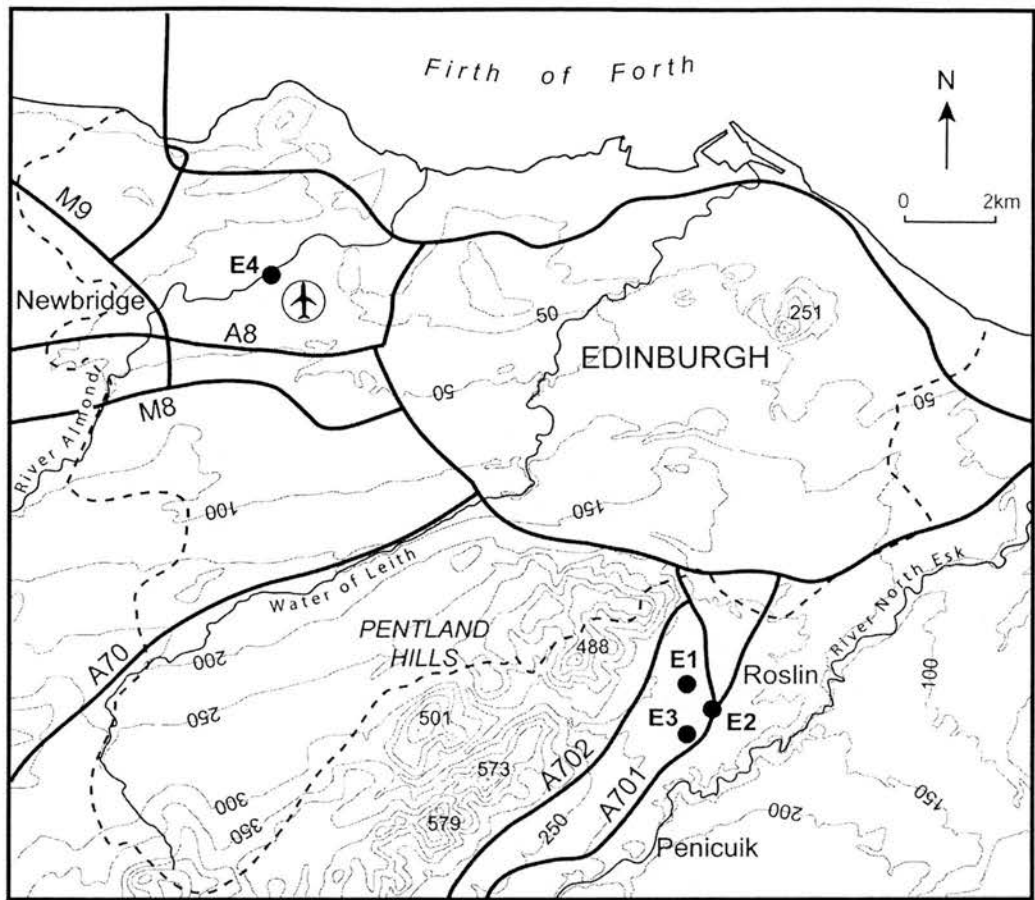 Firth of Forth
N
0 2km
M9
E4
Newbridge
A8
50
251
EDINBURGH
M8
50
50
River Almond
100
150
Water of Leith
River North Esk
PENTLAND
HILLS
488
A70
200
E1
Roslin
100
250
501
E3
E2
573
A702
A701
300
350
579
250
200
150
Penicuik